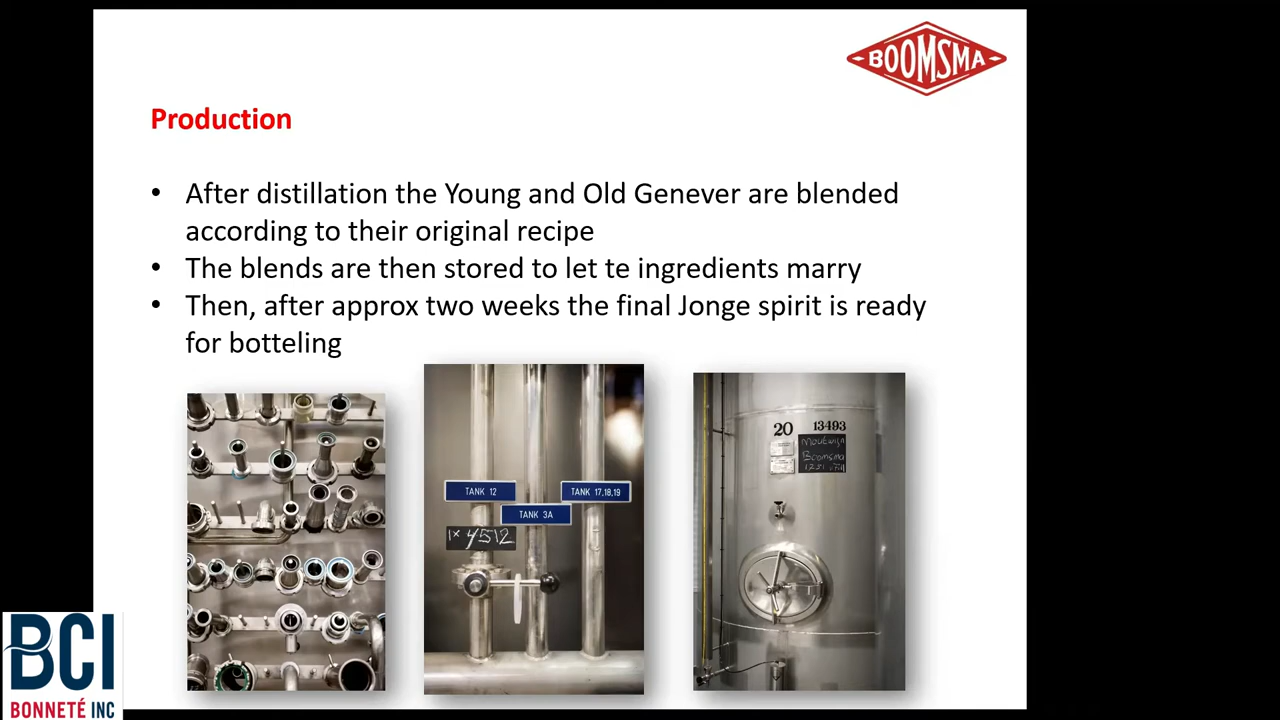 BOOMSMA
Production
• After distillation the Young and Old Genever are blended
according to their original recipe
• The blends are then stored to let te ingredients marry
• Then, after approx two weeks the final Jonge spirit is ready
for botteling
TANK 12
TANK 3A
TANK 17,18,19
1x 4512
20 13493
Boomsma
BCI
BONNETÉ INC